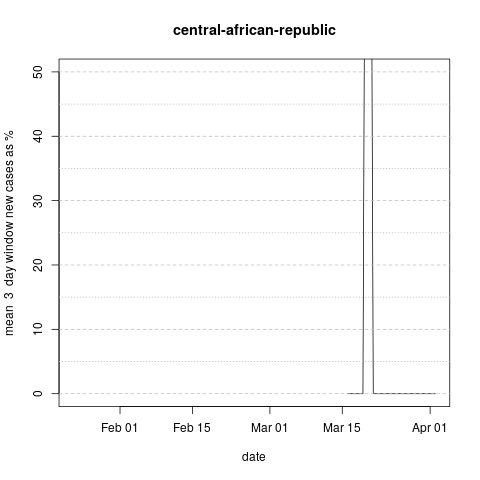 central-african-republic
mean 3 day window new cases as %
50
40
30
20
10
0
Feb 01 Feb 15 Mar 01 Mar 15 Apr 01
date